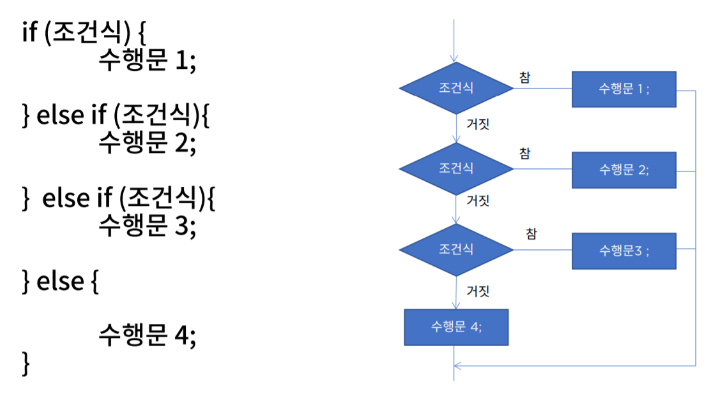 if (조건식) {
수행문 1;
} else if (조건식){
수행문 2;
} else if (조건식){
수행문 3;
} else {
수행문 4;
}
조건식
참
수행문 1 ;
거짓
조건식
참
수행문 2;
거짓
조건식
참
수행문3 ;
거짓
수행문 4;